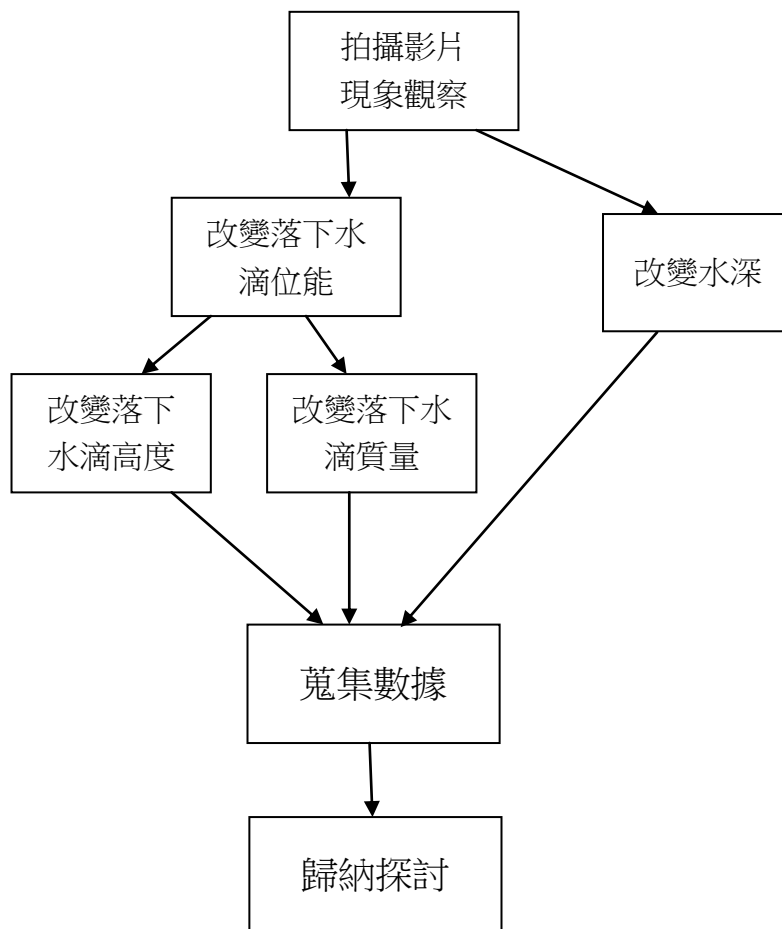 拍攝影片
現象觀察
改變落下水
滴位能
改變水深
改變落下
水滴高度
改變落下水
滴質量
蒐集數據
歸納探討